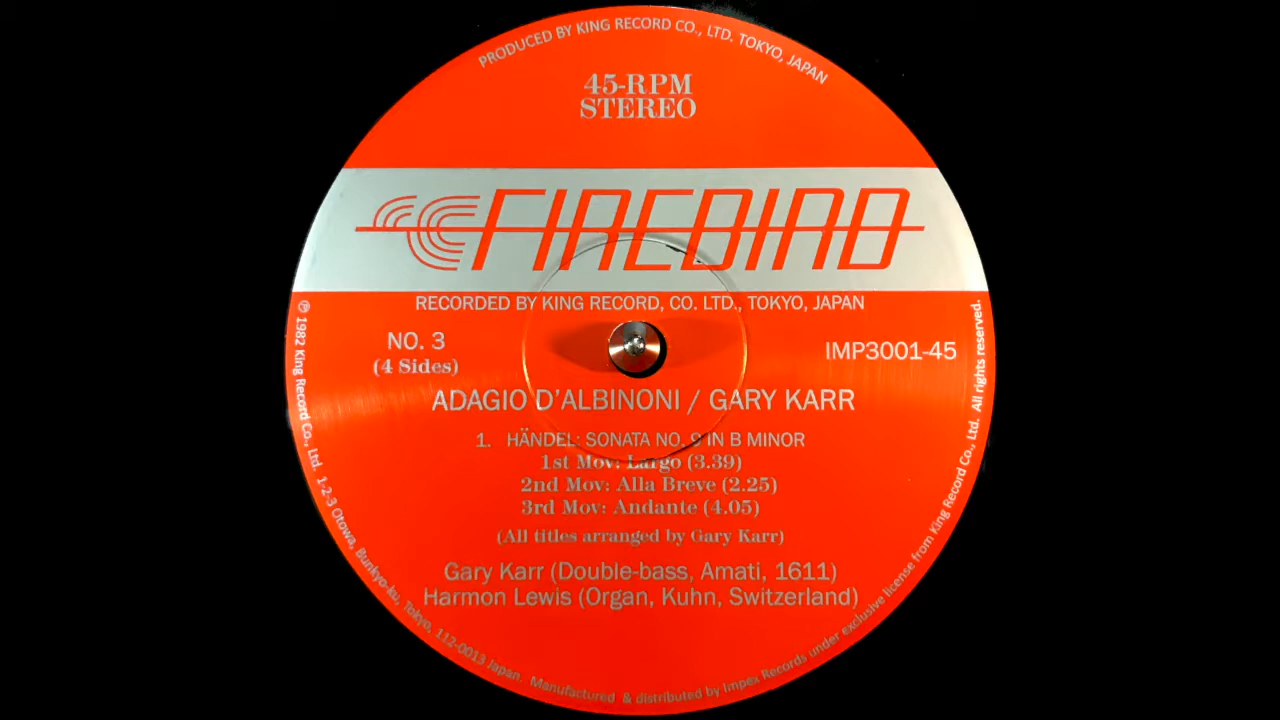 PRODUCED BY KING RECORD CO., LTD. TOKYO, JAPAN
45-RPM
STEREO
FIREBIRD
RECORDED BY KING RECORD, CO. LTD., TOKYO, JAPAN
NO. 3
(4 Sides)
IMP3001-45
ADAGIO D'ALBINONI / GARY KARR
1. HÄNDEL: SONATA NO. 9 IN B MINOR
1st Mov: Largo (3.39)
2nd Mov: Alla Breve (2.25)
3rd Mov: Andante (4.05)
(All titles arranged by Gary Karr)
Gary Karr (Double-bass, Amati, 1611)
Harmon Lewis (Organ, Kuhn, Switzerland)
℗ 1982 King Record Co., Ltd. 1-2-3 Otowa, Bunkyo-ku, Tokyo, 112-0013 Japan. Manufactured & distributed by Impex Records under exclusive license from King Record Co., Ltd. All rights reserved.